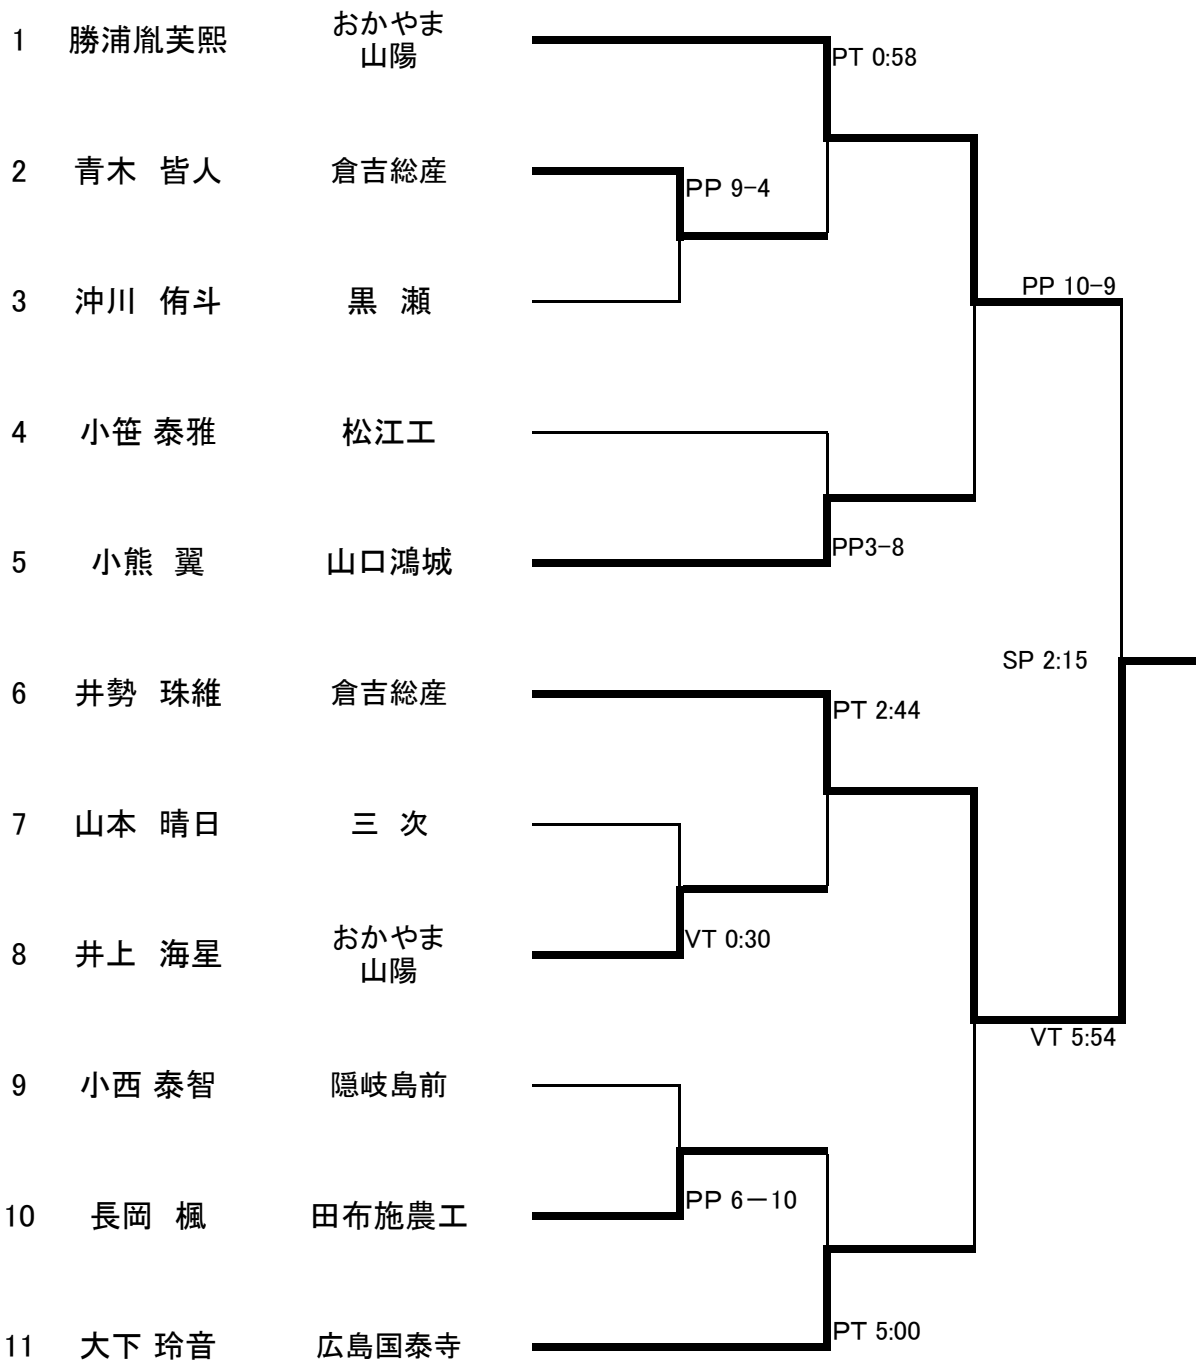 おかやま
1 勝浦胤芙熙 山陽
PT 0:58
2 青木 皆人 倉吉総産
PP 9-4
PP 10-9
3 沖川 侑斗 黒 瀬
4 小笹 泰雅 松江工
PP3-8
5 小熊 翼 山口鴻城
SP 2:15
6 井勢 珠維 倉吉総産
PT 2:44
7 山本 晴日 三 次
おかやま
VT 0:30
8 井上 海星 山陽
VT 5:54
9 小西 泰智 隠岐島前
PP 6－10
10 長岡 楓 田布施農工
PT 5:00
11 大下 玲音 広島国泰寺